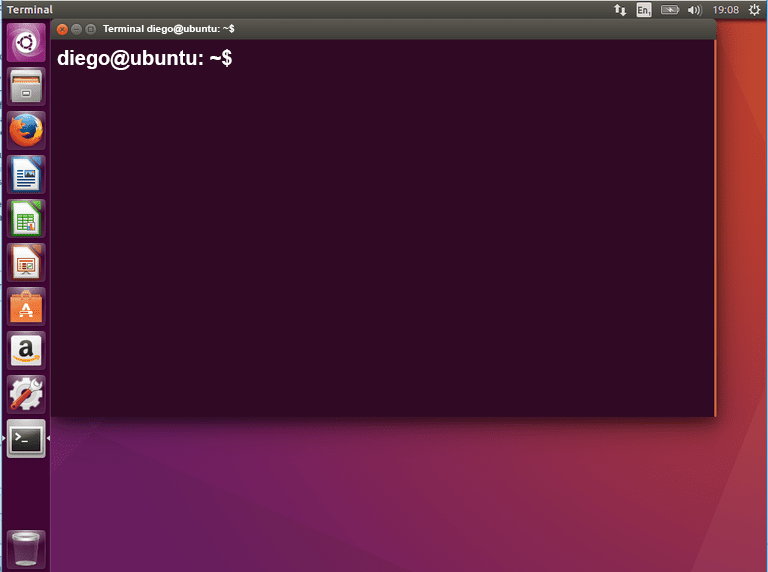 Terminal
En
19:08
Terminal diego@ubuntu: ~$
diego@ubuntu: ~$